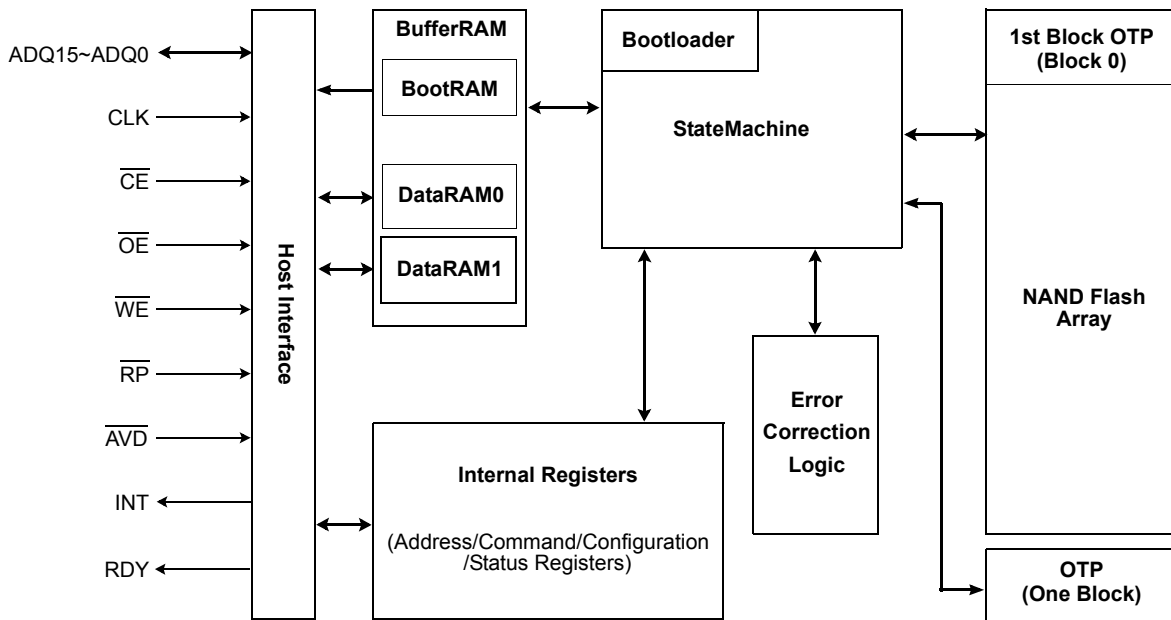 ADQ15~ADQ0
CLK
CE
OE
WE
RP
AVD
INT
RDY
Host Interface
BufferRAM
BootRAM
DataRAM0
DataRAM1
Internal Registers
(Address/Command/Configuration
/Status Registers)
Bootloader
StateMachine
Error
Correction
Logic
1st Block OTP
(Block 0)
NAND Flash
Array
OTP
(One Block)